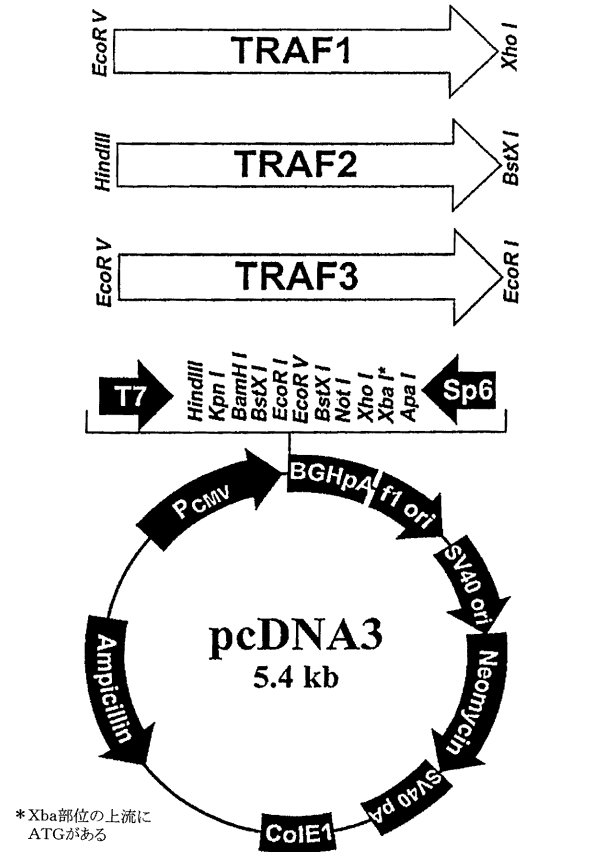 EcoR V
TRAF1
Xho I
HindIII
TRAF2
BstX I
EcoR V
TRAF3
EcoR I
T7
HindIII
Kpn I
BamH I
BstX I
EcoR I
EcoR V
BstX I
Not I
Xho I
Xba I*
Apa I
Sp6
PCMV
BGHpA
f1 ori
SV40 ori
Neomycin
SV40 pA
ColE1
Ampicillin
pcDNA3
5.4 kb
*Xba部位の上流に
ATGがある